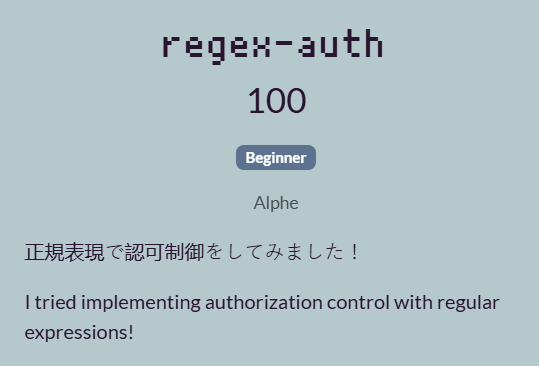 regex-auth
100
Beginner
Alphe
正規表現で認可制御をしてみました！
I tried implementing authorization control with regular
expressions!